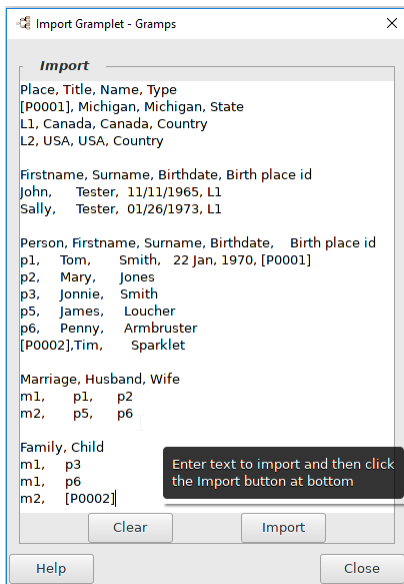 Import Gramplet - Gramps
Import
Place, Title, Name, Type
[P0001], Michigan, Michigan, State
L1, Canada, Canada, Country
L2, USA, USA, Country
Firstname, Surname, Birthdate, Birth place id
John, Tester, 11/11/1965, L1
Sally, Tester, 01/26/1973, L1
Person, Firstname, Surname, Birthdate, Birth place id
p1, Tom, Smith, 22 Jan, 1970, [P0001]
p2, Mary, Jones
p3, Jonnie, Smith
p5, James, Loucher
p6, Penny, Armbruster
[P0002],Tim, Sparklet
Marriage, Husband, Wife
m1, p1, p2
m2, p5, p6
Family, Child
m1, p3
m1, p6
m2, [P0002]
Enter text to import and then click
the Import button at bottom
Clear Import
Help Close